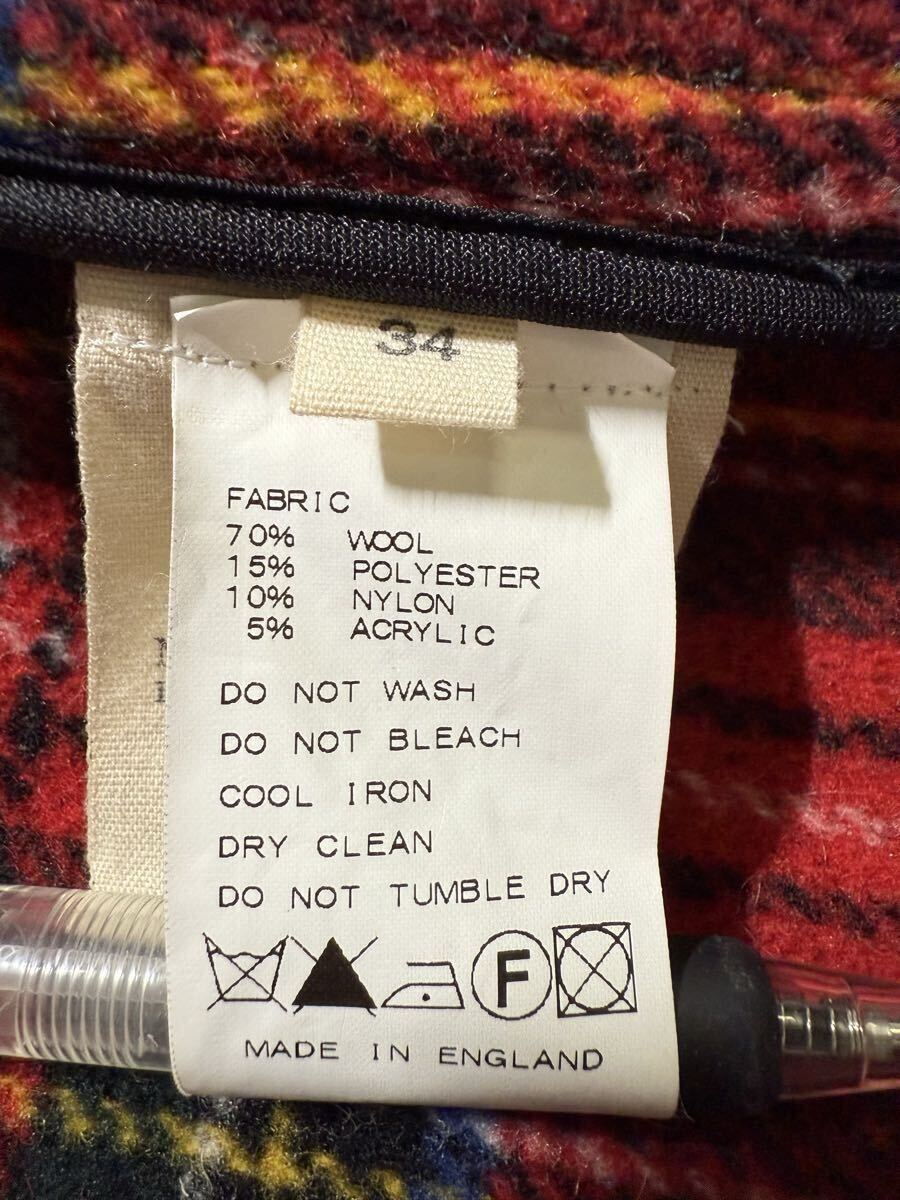 34
FABRIC
70% WOOL
15% POLYESTER
10% NYLON
5% ACRYLIC
DO NOT WASH
DO NOT BLEACH
COOL IRON
DRY CLEAN
DO NOT TUMBLE DRY
F
MADE IN ENGLAND